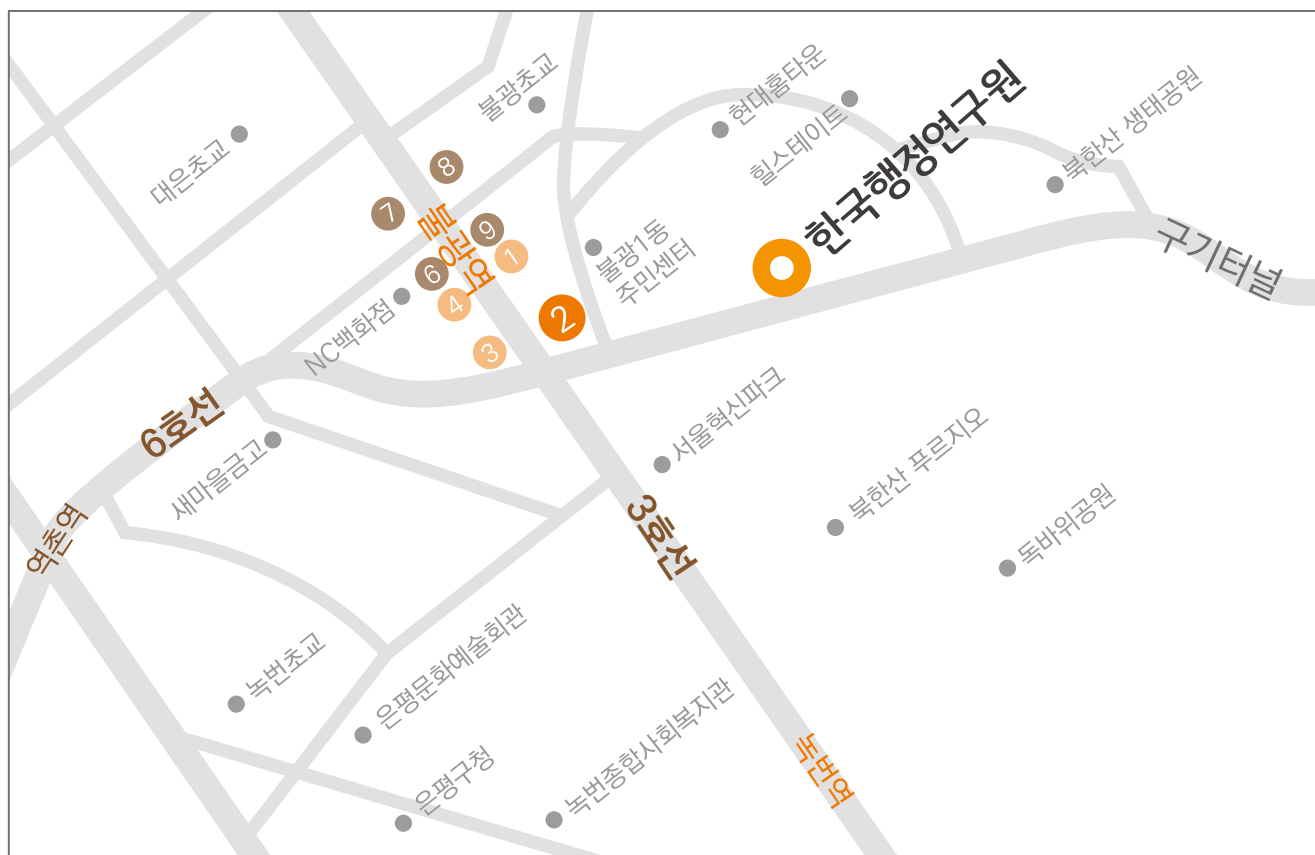 불광초교
현대홈타운
힐스테이트
한국행정연구원
북한산 생태공원
대은초교
8
7
불광역
9
1
6
4
2
3
불광1동
주민센터
구기터널
NC백화점
6호선
새마을금고
서울혁신파크
북한산 푸르지오
역촌역
3호선
독바위공원
녹번초교
은평문화예술회관
녹번종합사회복지관
은평구청
녹번역